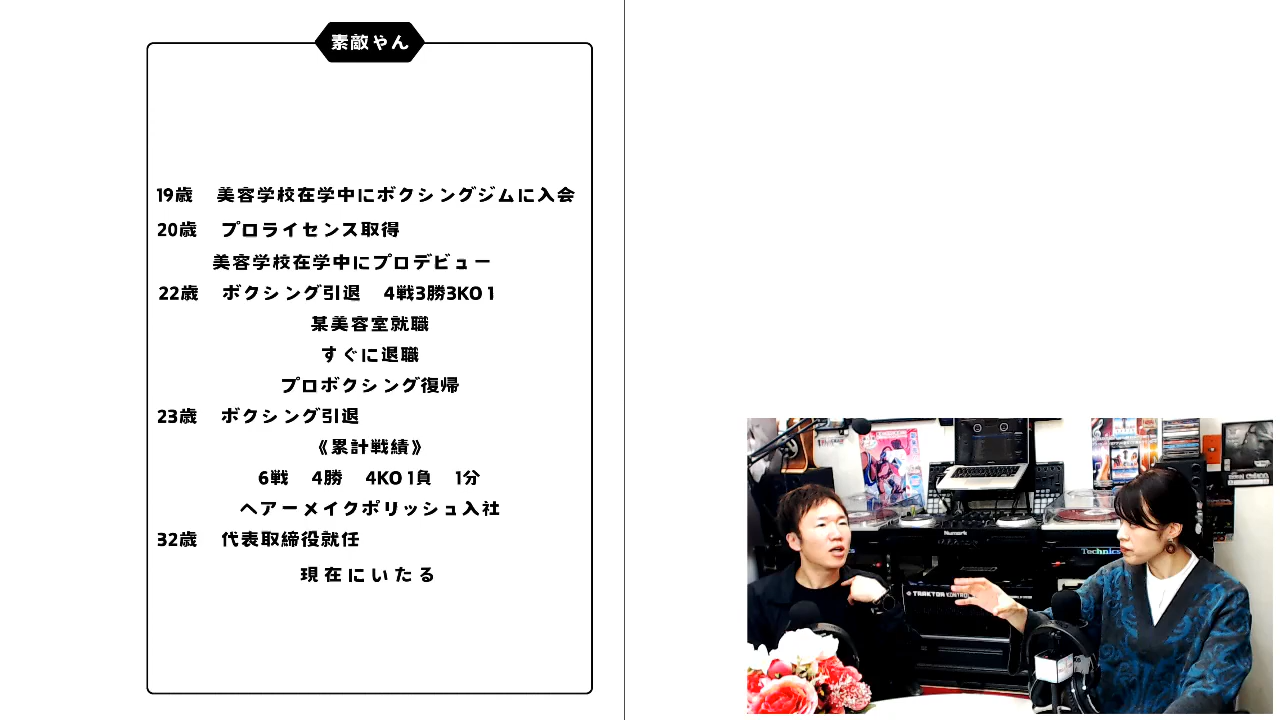 素敵やん
19歳 美容学校在学中にボクシングジムに入会
20歳 プロライセンス取得
美容学校在学中にプロデビュー
22歳 ボクシング引退 4戦3勝3KO 1
某美容室就職
すぐに退職
プロボクシング復帰
23歳 ボクシング引退
《累計戦績》
6戦 4勝 4KO 1負 1分
ヘアーメイクポリッシュ入社
32歳 代表取締役就任
現在にいたる
Numark
Technics
TRAKTOR KONTROL